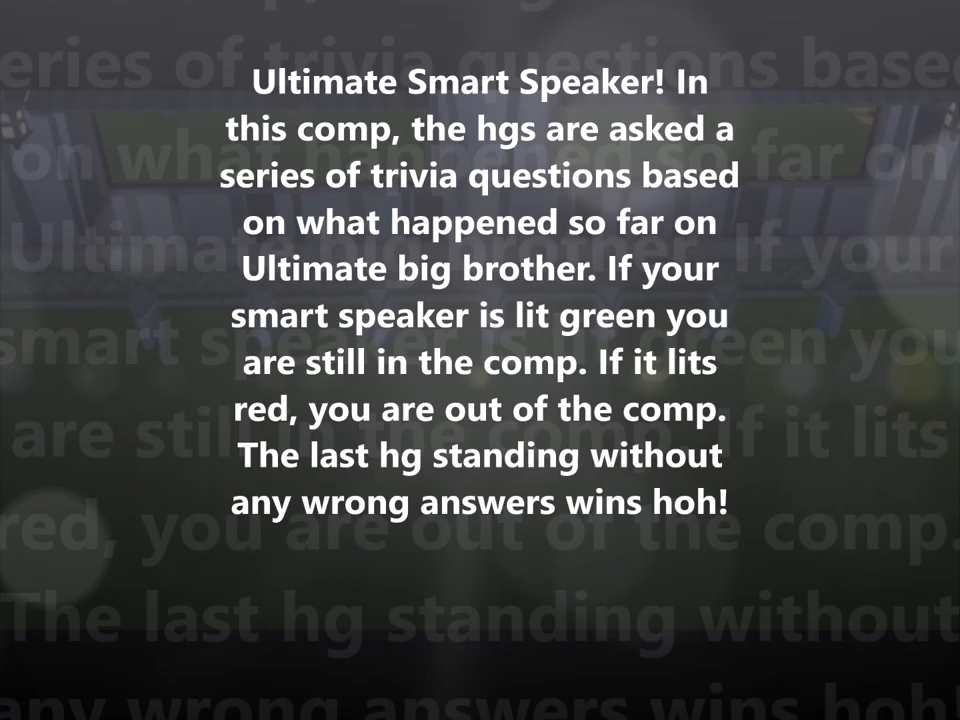 Ultimate Smart Speaker! In
this comp, the hgs are asked a
series of trivia questions based
on what happened so far on
Ultimate big brother. If your
smart speaker is lit green you
are still in the comp. If it lits
red, you are out of the comp.
The last hg standing without
any wrong answers wins hoh!